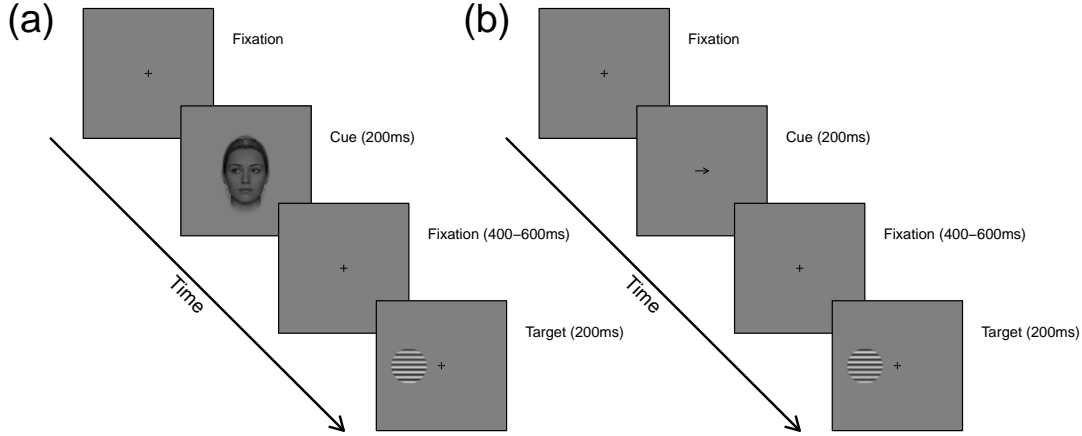 (a)
Fixation
Cue (200ms)
Fixation (400–600ms)
Target (200ms)
Time
(b)
Fixation
Cue (200ms)
Fixation (400–600ms)
Target (200ms)
Time